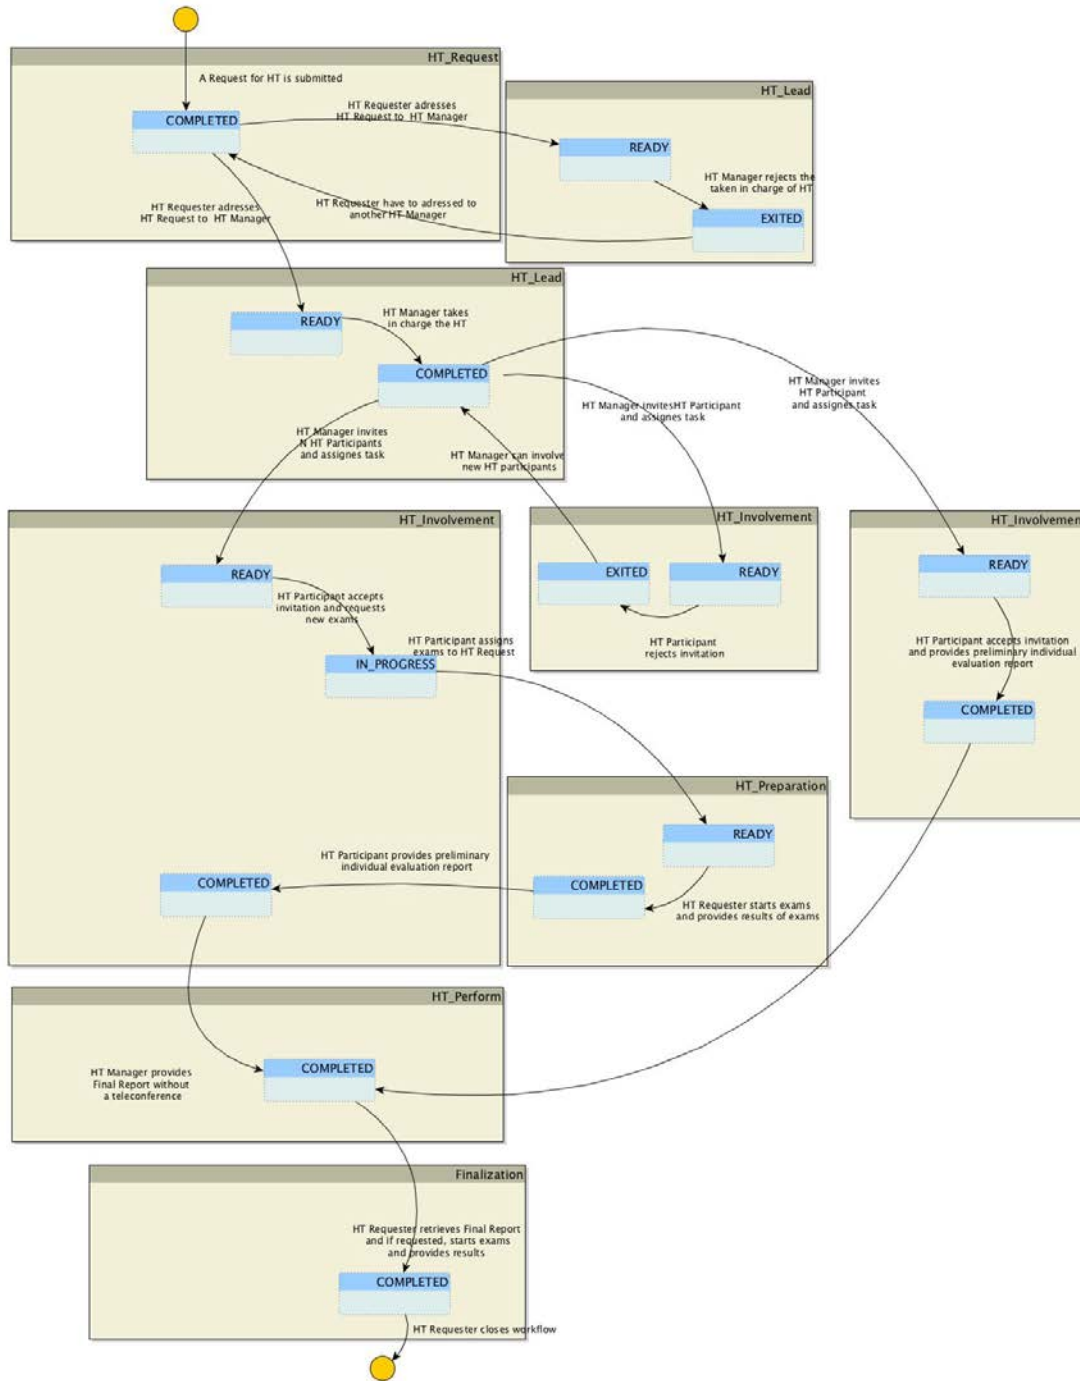 HT_Request
A Request for HT is submitted
COMPLETED
HT Requester adresses
HT Request to HT Manager
HT_Lead
READY
HT Manager rejects the
taken in charge of HT
EXITED
HT Requester have to adressed to
another HT Manager
HT Requester adresses
HT Request to HT Manager
HT_Lead
READY
HT Manager takes
in charge the HT
COMPLETED
HT Manager invites
N HT Participants
and assignes task
HT Manager can involve
new HT participants
HT Manager invitesHT Participant
and assignes task
HT Manager invites
HT Participant
and assignes task
HT_Involvement
READY
HT Participant accepts
invitation and requests
new exams
IN_PROGRESS
HT Participant assigns
exams to HT Request
HT_Involvement
EXITED
READY
HT Participant
rejects invitation
HT_Involvemen
READY
HT Participant accepts invitation
and provides preliminary individual
evaluation report
COMPLETED
HT_Preparation
READY
COMPLETED
HT Requester starts exams
and provides results of exams
HT Participant provides preliminary
individual evaluation report
COMPLETED
HT_Perform
COMPLETED
HT Manager provides
Final Report without
a teleconference
Finalization
HT Requester retrieves Final Report
and if requested, starts exams
and provides results
COMPLETED
HT Requester closes workflow